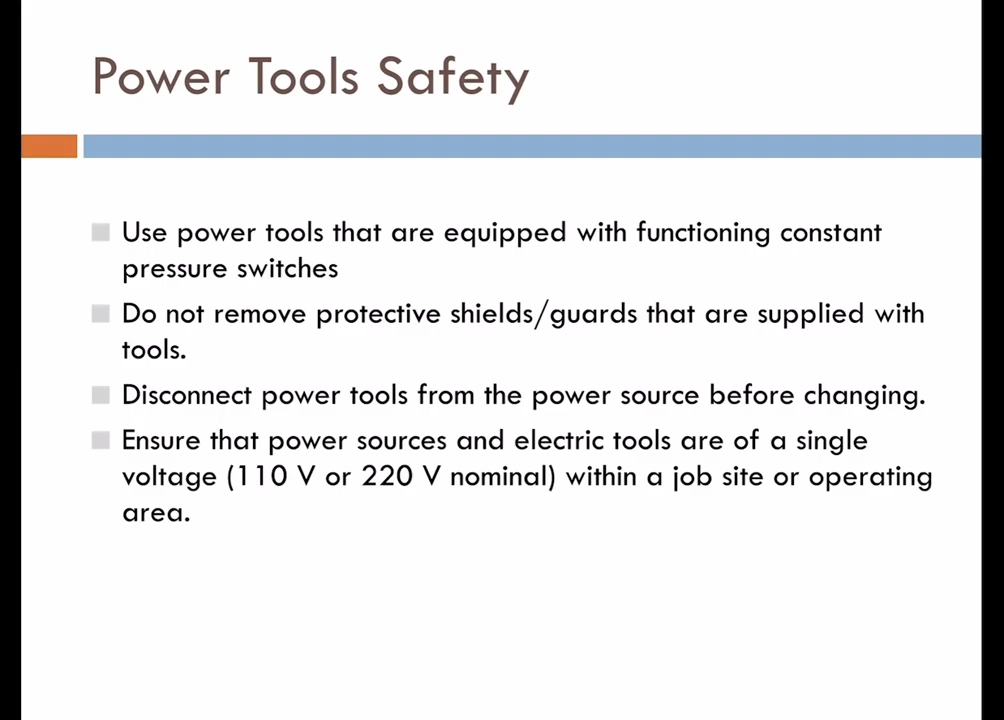 Power Tools Safety
Use power tools that are equipped with functioning constant
pressure switches
Do not remove protective shields/guards that are supplied with
tools.
Disconnect power tools from the power source before changing.
Ensure that power sources and electric tools are of a single
voltage (110 V or 220 V nominal) within a job site or operating
area.